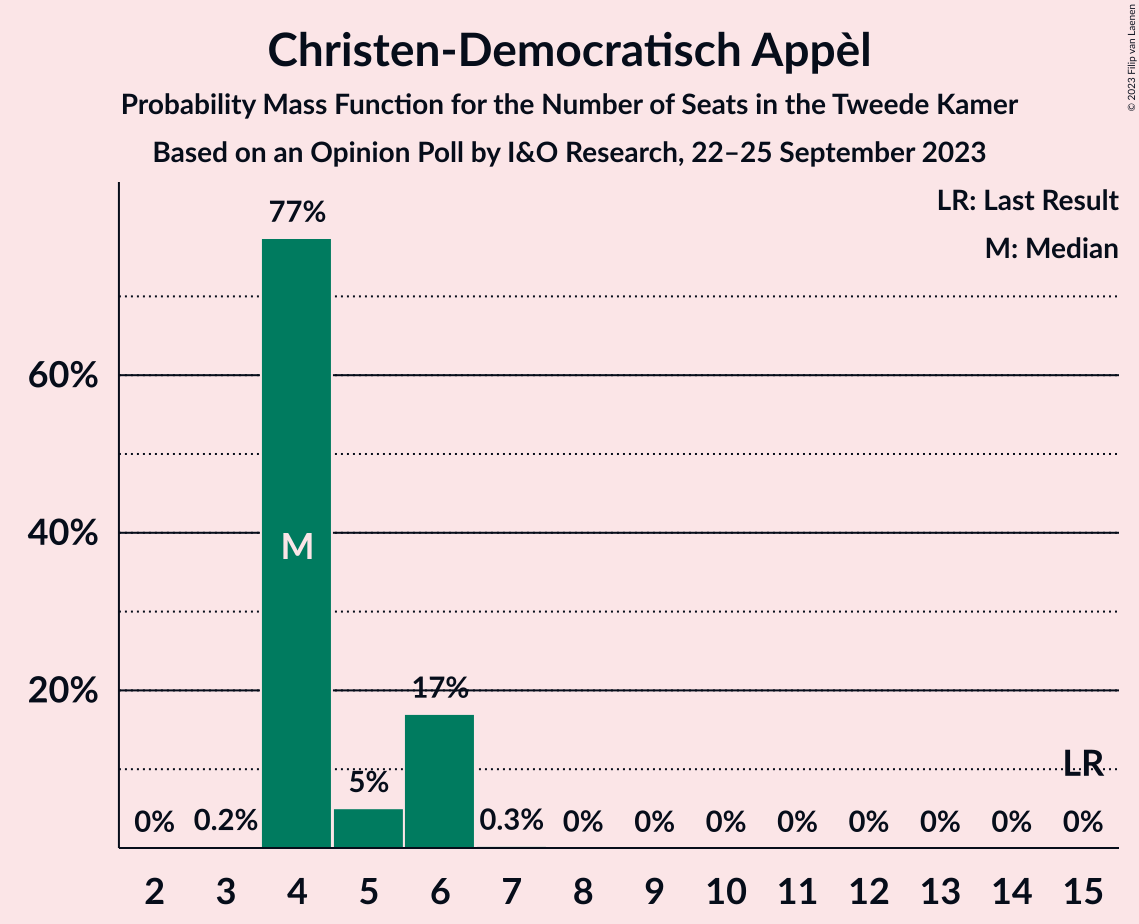 Christen-Democratisch Appèl
Probability Mass Function for the Number of Seats in the Tweede Kamer
Based on an Opinion Poll by I&O Research, 22–25 September 2023
© 2023 Filip van Laenen
LR: Last Result
M: Median
77%
60%
40%
M
20%
17%
LR
5%
0% 0.2% 0.3% 0% 0% 0% 0% 0% 0% 0% 0%
2 3 4 5 6 7 8 9 10 11 12 13 14 15